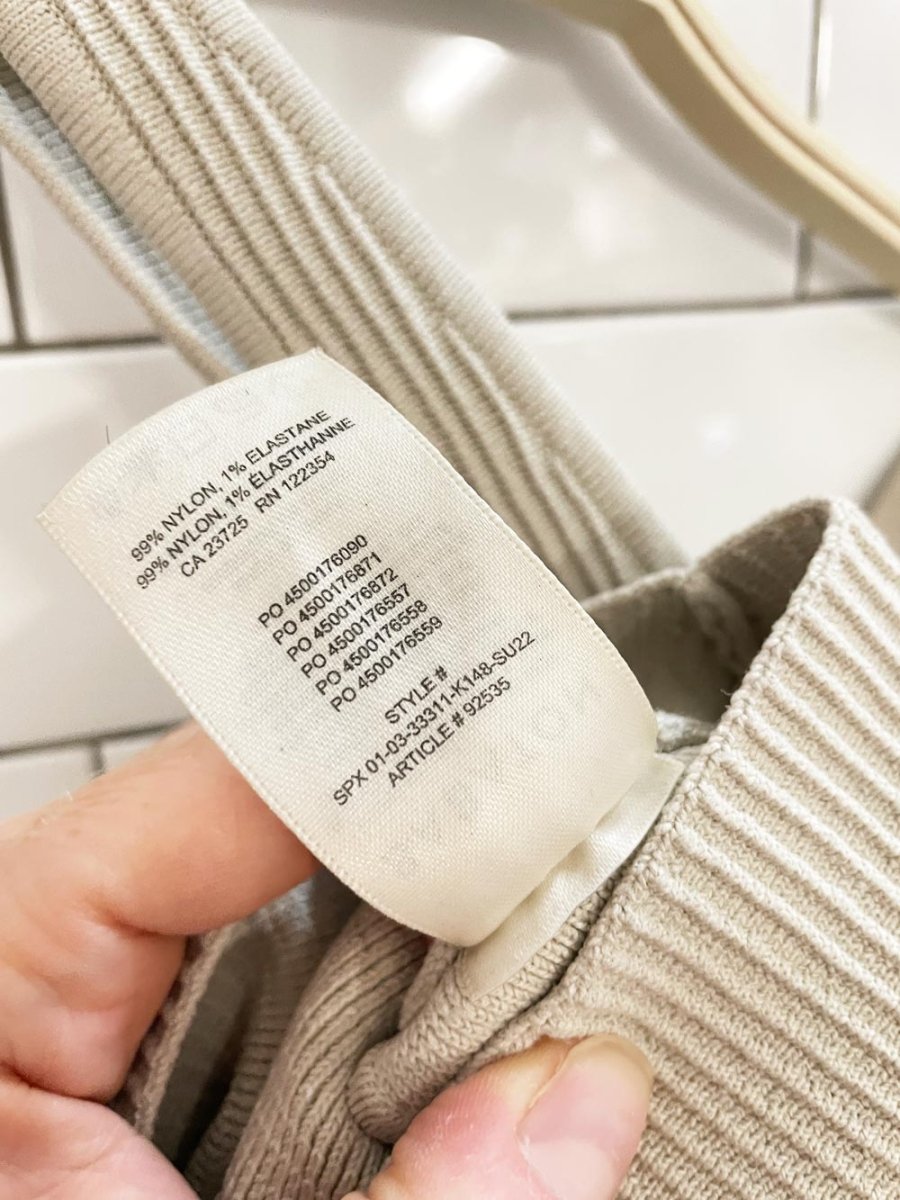 99% NYLON, 1% ELASTANE
99% NYLON, 1% ÉLASTHANNE
CA 23725 RN 122354
PO 4500176090
PO 4500176871
PO 4500176872
PO 4500176557
PO 4500176558
PO 4500176559
STYLE #
SPX 01-03-33311-K148-SU22
ARTICLE # 92535